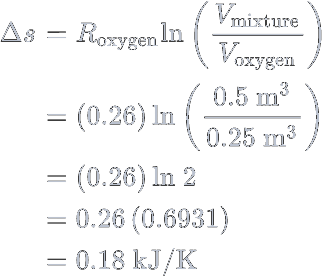 Δs = R_oxygen ln (V_mixture / V_oxygen)
= (0.26) ln (0.5 m³ / 0.25 m³)
= (0.26) ln 2
= 0.26 (0.6931)
= 0.18 kJ/K